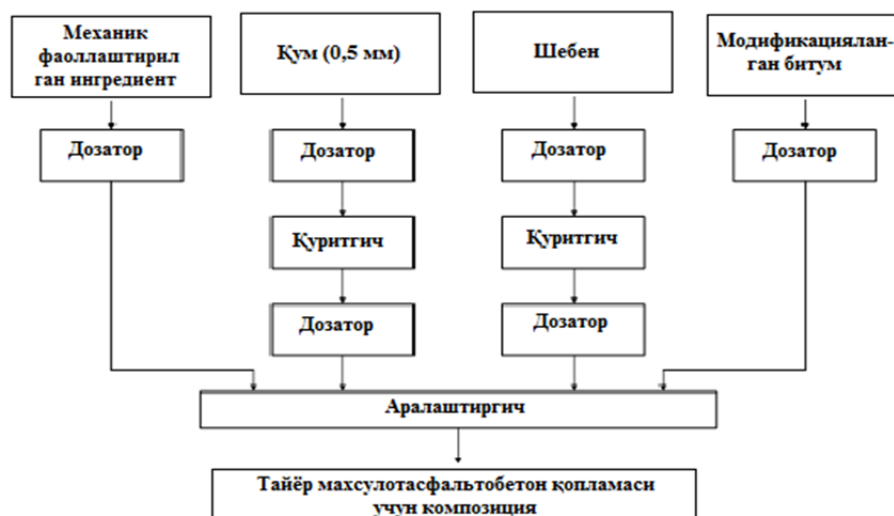 Механик
фаоллаштирил
ган ингредиент
Қум (0,5 мм)
Шебен
Модификациялан-
ган битум
Дозатор
Дозатор
Дозатор
Дозатор
Қуритгич
Қуритгич
Дозатор
Дозатор
Аралаштиргич
Тайёр махсулотасфальтобетон қопламаси
учун композиция